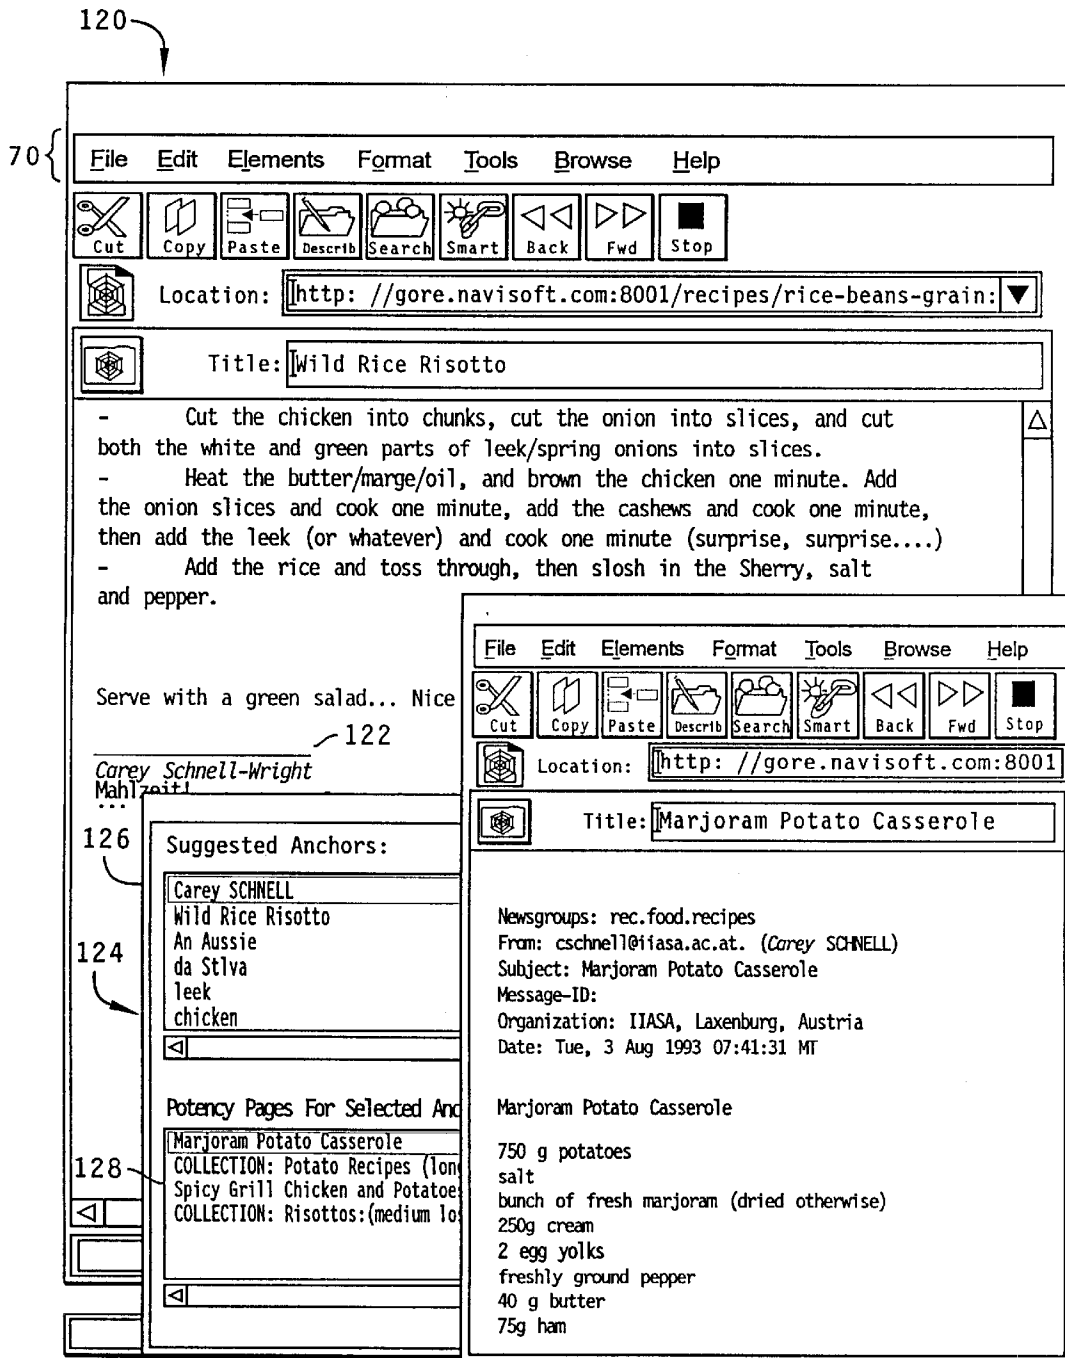 120
70
File Edit Elements Format Tools Browse Help
Cut Copy Paste Describ Search Smart Back Fwd Stop
Location: http: //gore.navisoft.com:8001/recipes/rice-beans-grain:
Title: Wild Rice Risotto
- Cut the chicken into chunks, cut the onion into slices, and cut
both the white and green parts of leek/spring onions into slices.
- Heat the butter/marge/oil, and brown the chicken one minute. Add
the onion slices and cook one minute, add the cashews and cook one minute,
then add the leek (or whatever) and cook one minute (surprise, surprise....)
- Add the rice and toss through, then slosh in the Sherry, salt
and pepper.
Serve with a green salad... Nice
122
Carey Schnell-Wright
Mahlzeit!
...
126
124
128
Suggested Anchors:
Carey SCHNELL
Wild Rice Risotto
An Aussie
da Stlva
leek
chicken
Potency Pages For Selected Anc
Marjoram Potato Casserole
COLLECTION: Potato Recipes (long
Spicy Grill Chicken and Potatoe
COLLECTION: Risottos:(medium lo
File Edit Elements Format Tools Browse Help
Cut Copy Paste Describ Search Smart Back Fwd Stop
Location: http: //gore.navisoft.com:8001
Title: Marjoram Potato Casserole
Newsgroups: rec.food.recipes
From: cschnell@iiasa.ac.at. (Carey SCHNELL)
Subject: Marjoram Potato Casserole
Message-ID:
Organization: IIASA, Laxenburg, Austria
Date: Tue, 3 Aug 1993 07:41:31 MT
Marjoram Potato Casserole
750 g potatoes
salt
bunch of fresh marjoram (dried otherwise)
250g cream
2 egg yolks
freshly ground pepper
40 g butter
75g ham